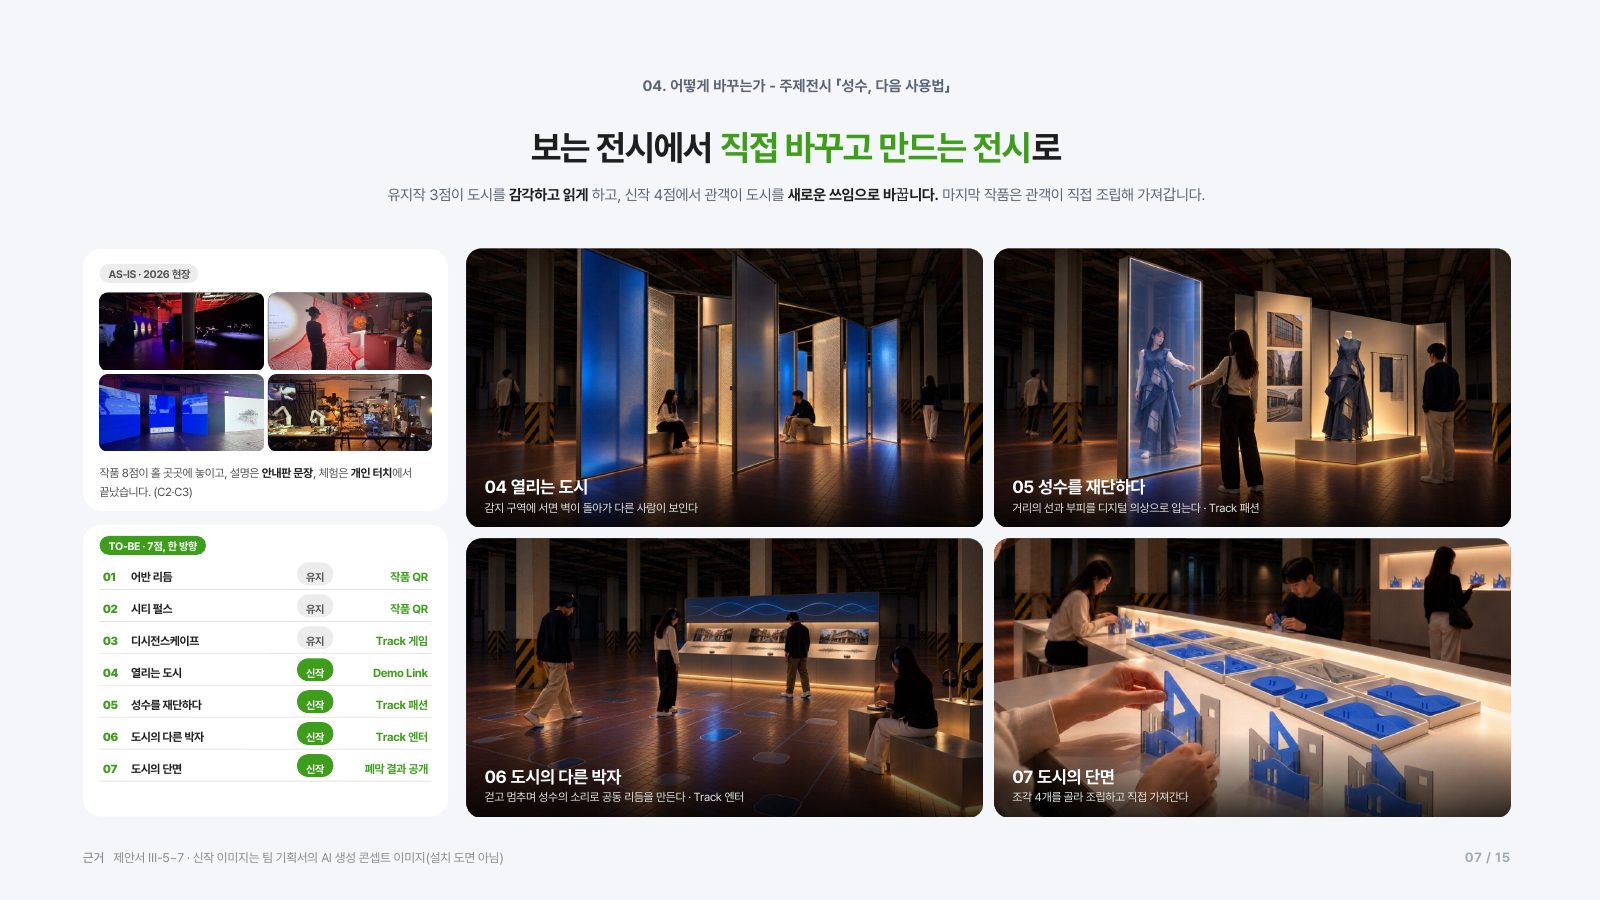 04. 어떻게 바꾸는가 - 주제전시 「성수, 다음 사용법」
보는 전시에서 직접 바꾸고 만드는 전시로
유지작 3점이 도시를 감각하고 읽게 하고, 신작 4점에서 관객이 도시를 새로운 쓰임으로 바꿉니다. 마지막 작품은 관객이 직접 조립해 가져갑니다.
AS-IS · 2026 현장
작품 8점이 홀 곳곳에 놓이고, 설명은 안내판 문장, 체험은 개인 터치에서
끝났습니다. (C2·C3)
TO-BE · 7점, 한 방향
01 어반 리듬 유지 작품 QR
02 시티 펄스 유지 작품 QR
03 디시전스케이프 유지 Track 게임
04 열리는 도시 신작 Demo Link
05 성수를 재단하다 신작 Track 패션
06 도시의 다른 박자 신작 Track 엔터
07 도시의 단면 신작 폐막 결과 공개
04 열리는 도시
감지 구역에 서면 벽이 돌아가 다른 사람이 보인다
05 성수를 재단하다
거리의 선과 부피를 디지털 의상으로 입는다 · Track 패션
06 도시의 다른 박자
걷고 멈추며 성수의 소리로 공동 리듬을 만든다 · Track 엔터
07 도시의 단면
조각 4개를 골라 조립하고 직접 가져간다
근거 제안서 III-5~7 · 신작 이미지는 팀 기획서의 AI 생성 콘셉트 이미지(설치 도면 아님)
07 / 15